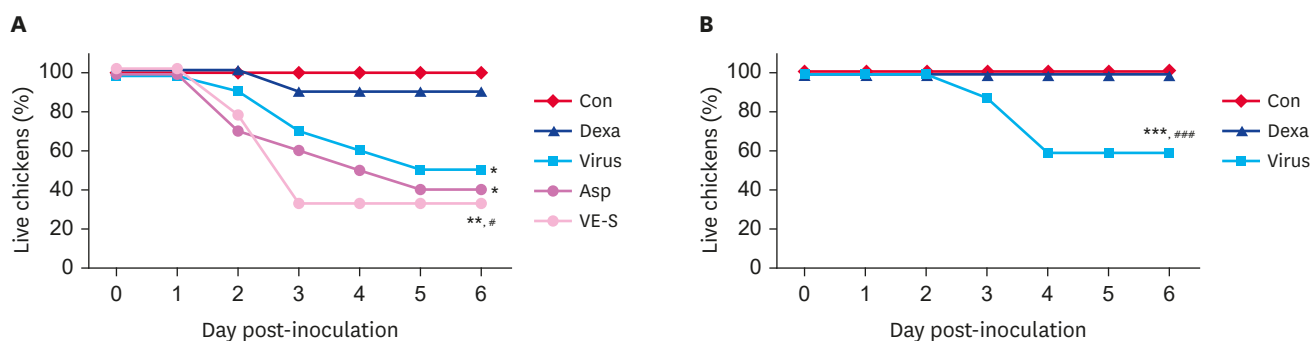 A
Live chickens (%)
100
80
60
40
20
0
0 1 2 3 4 5 6
Day post-inoculation
*
*
**, #
Con
Dexa
Virus
Asp
VE-S
B
Live chickens (%)
100
80
60
40
20
0
0 1 2 3 4 5 6
Day post-inoculation
***, ###
Con
Dexa
Virus